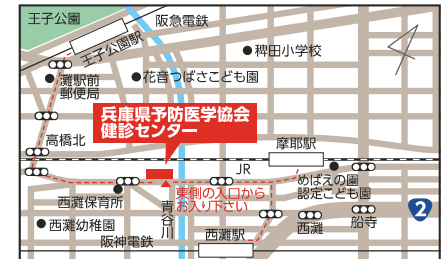 王子公園
阪急電鉄
王子公園駅
稗田小学校
灘駅前
郵便局
花音つばさこども園
兵庫県予防医学協会
健診センター
高橋北
摩耶駅
JR
めばえの園
認定こども園
東側の入口から
お入り下さい
西灘保育所
青谷川
西灘幼稚園
阪神電鉄
西灘駅
西灘
船寺
2